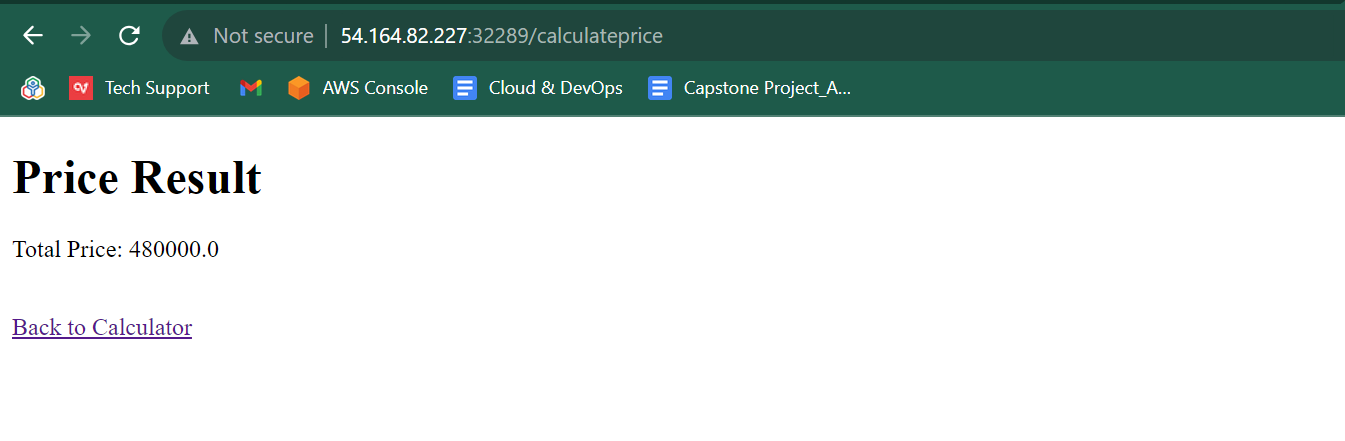 Not secure 54.164.82.227:32289/calculateprice
Tech Support AWS Console Cloud & DevOps Capstone Project_A...
Price Result
Total Price: 480000.0
Back to Calculator